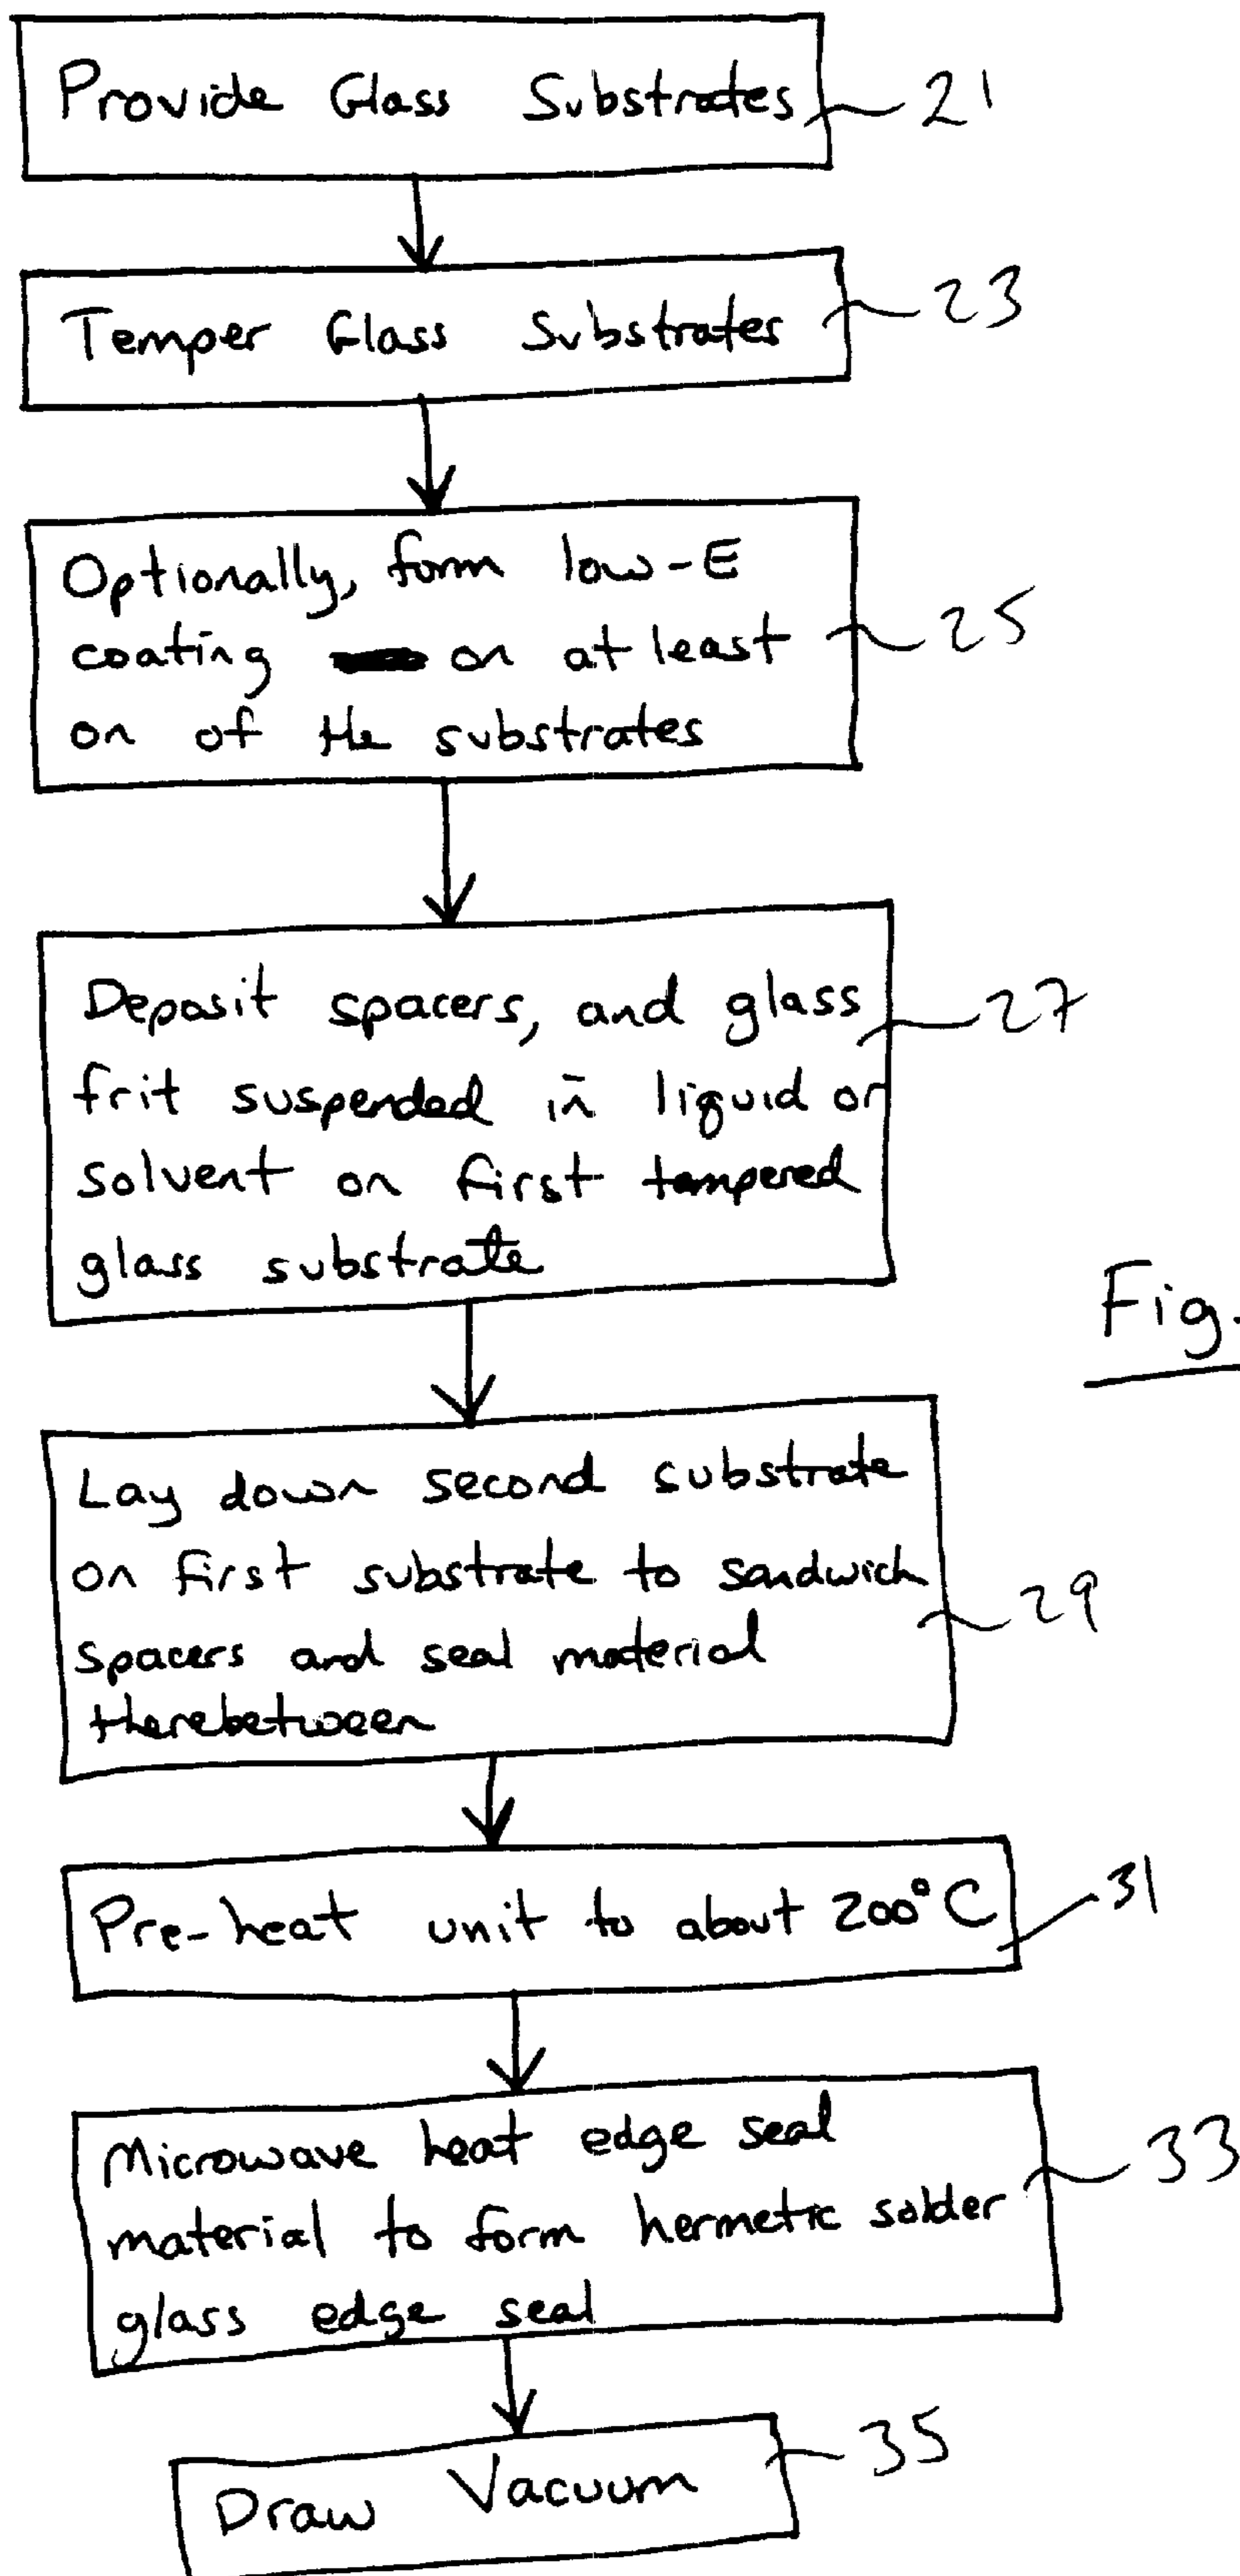 Provide Glass Substrates 21
Temper Glass Substrates 23
Optionally, form low-E
coating on at least 25
on of the substrates
Deposit spacers, and glass 27
frit suspended in liquid or
solvent on first tempered
glass substrate
Fig.
Lay down second substrate
on first substrate to sandwich 29
spacers and seal material
therebetween
Pre-heat unit to about 200°C 31
Microwave heat edge seal 33
material to form hermetic solder
glass edge seal
Draw Vacuum 35